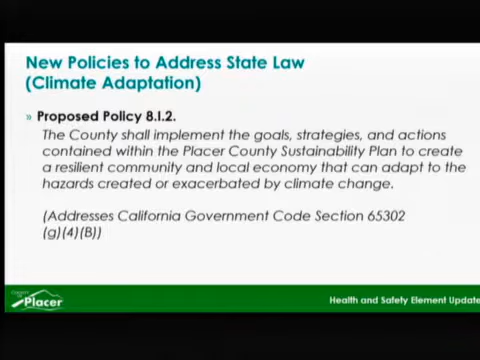 New Policies to Address State Law
(Climate Adaptation)
» Proposed Policy 8.I.2.
The County shall implement the goals, strategies, and actions
contained within the Placer County Sustainability Plan to create
a resilient community and local economy that can adapt to the
hazards created or exacerbated by climate change.
(Addresses California Government Code Section 65302
(g)(4)(B))
Placer
Health and Safety Element Update